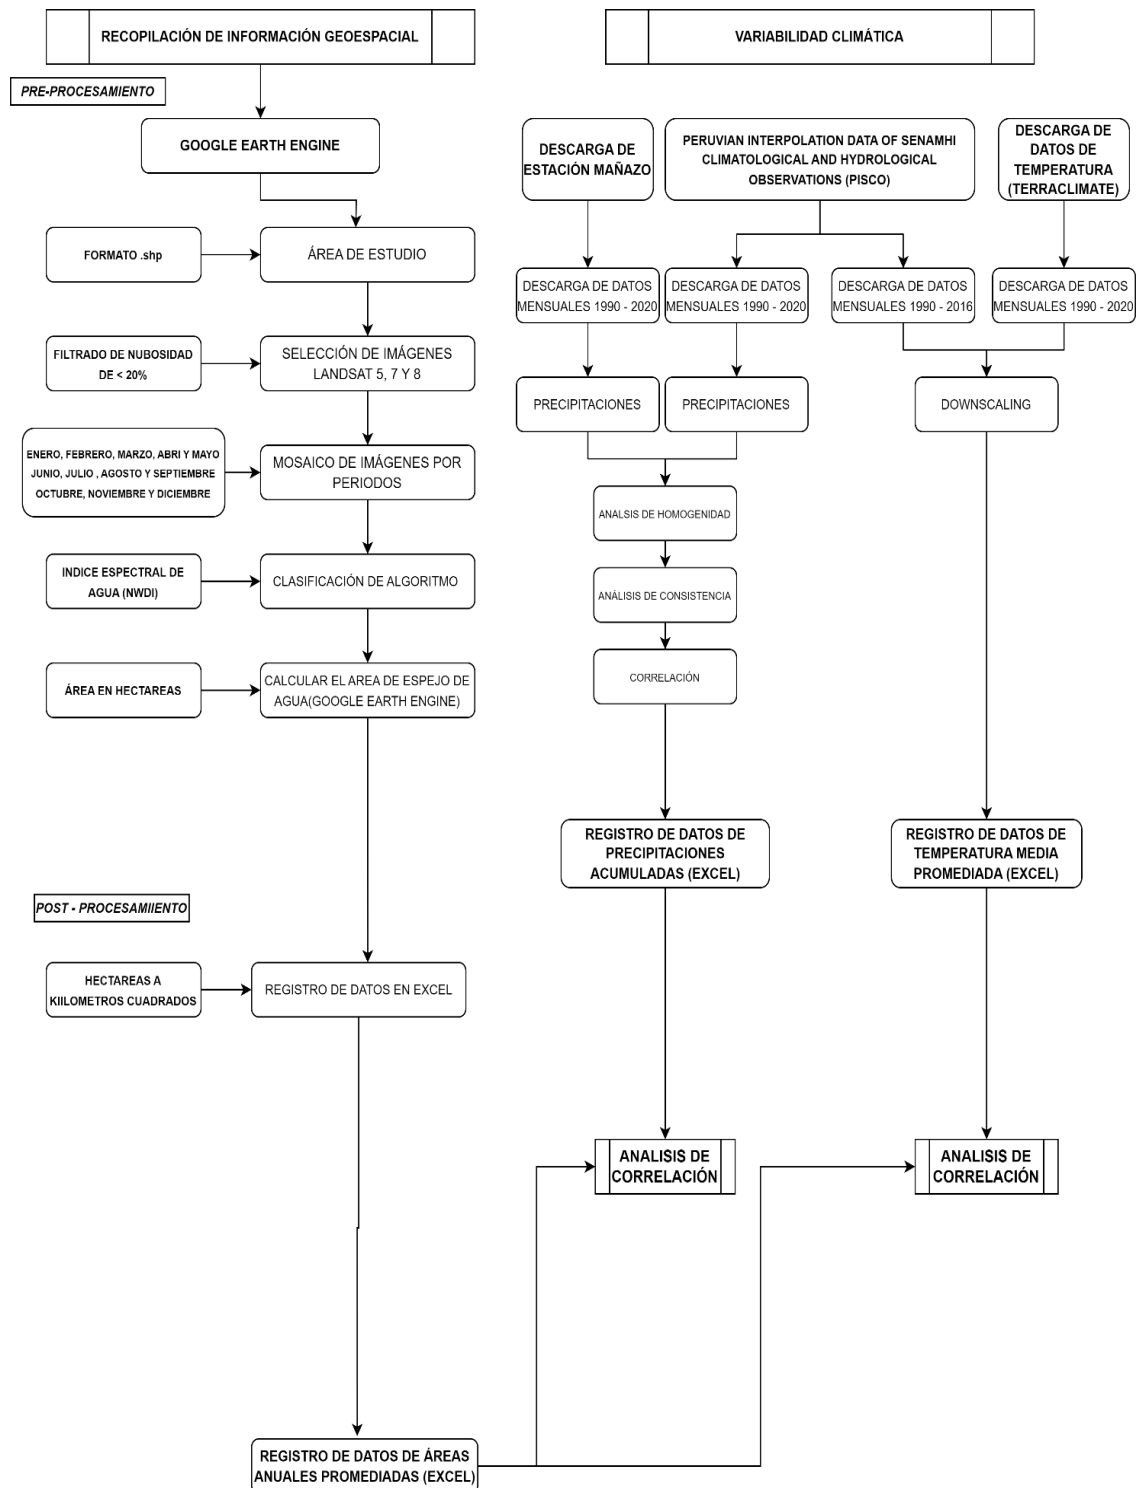 RECOPILACIÓN DE INFORMACIÓN GEOESPACIAL
PRE-PROCESAMIENTO
GOOGLE EARTH ENGINE
FORMATO .shp
ÁREA DE ESTUDIO
FILTRADO DE NUBOSIDAD
DE < 20%
SELECCIÓN DE IMÁGENES
LANDSAT 5, 7 Y 8
ENERO, FEBRERO, MARZO, ABRI Y MAYO
JUNIO, JULIO , AGOSTO Y SEPTIEMBRE
OCTUBRE, NOVIEMBRE Y DICIEMBRE
MOSAICO DE IMÁGENES POR
PERIODOS
INDICE ESPECTRAL DE
AGUA (NWDI)
CLASIFICACIÓN DE ALGORITMO
ÁREA EN HECTAREAS
CALCULAR EL AREA DE ESPEJO DE
AGUA(GOOGLE EARTH ENGINE)
POST - PROCESAMIIENTO
HECTAREAS A
KIILOMETROS CUADRADOS
REGISTRO DE DATOS EN EXCEL
REGISTRO DE DATOS DE ÁREAS
ANUALES PROMEDIADAS (EXCEL)
VARIABILIDAD CLIMÁTICA
DESCARGA DE
ESTACIÓN MAÑAZO
PERUVIAN INTERPOLATION DATA OF SENAMHI
CLIMATOLOGICAL AND HYDROLOGICAL
OBSERVATIONS (PISCO)
DESCARGA DE
DATOS DE
TEMPERATURA
(TERRACLIMATE)
DESCARGA DE DATOS
MENSUALES 1990 - 2020
DESCARGA DE DATOS
MENSUALES 1990 - 2020
DESCARGA DE DATOS
MENSUALES 1990 - 2016
DESCARGA DE DATOS
MENSUALES 1990 - 2020
PRECIPITACIONES
PRECIPITACIONES
DOWNSCALING
ANALSIS DE HOMOGENIDAD
ANÁLISIS DE CONSISTENCIA
CORRELACIÓN
REGISTRO DE DATOS DE
PRECIPITACIONES
ACUMULADAS (EXCEL)
REGISTRO DE DATOS DE
TEMPERATURA MEDIA
PROMEDIADA (EXCEL)
ANALISIS DE
CORRELACIÓN
ANALISIS DE
CORRELACIÓN